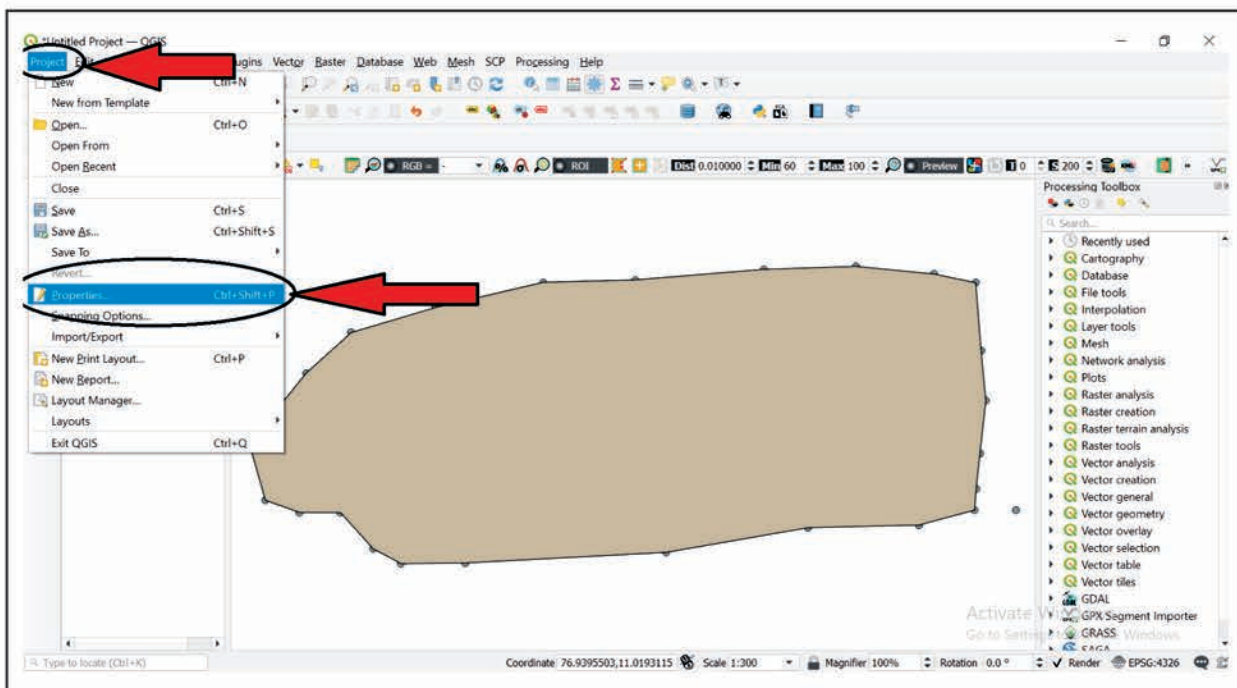 *Untitled Project — QGIS
Project
ugins Vector Raster Database Web Mesh SCP Processing Help
New Ctrl+N
New from Template
Open... Ctrl+O
Open From
Open Recent
RGB = - ROI Dist 0.010000 Min 60 Max 100 Preview T 0 S 200
Close
Save Ctrl+S
Save As... Ctrl+Shift+S
Save To
Revert...
Properties... Ctrl+Shift+P
Snapping Options...
Import/Export
New Print Layout... Ctrl+P
New Report...
Layout Manager...
Layouts
Exit QGIS Ctrl+Q
Processing Toolbox
Search...
Recently used
Cartography
Database
File tools
Interpolation
Layer tools
Mesh
Network analysis
Plots
Raster analysis
Raster creation
Raster terrain analysis
Raster tools
Vector analysis
Vector creation
Vector general
Vector geometry
Vector overlay
Vector selection
Vector table
Vector tiles
GDAL
GPX Segment Importer
GRASS
SAGA
Activate
Go to Windows
Type to locate (Ctrl+K) Coordinate 76.9395503,11.0193115 Scale 1:300 Magnifier 100% Rotation 0.0 ° Render EPSG:4326